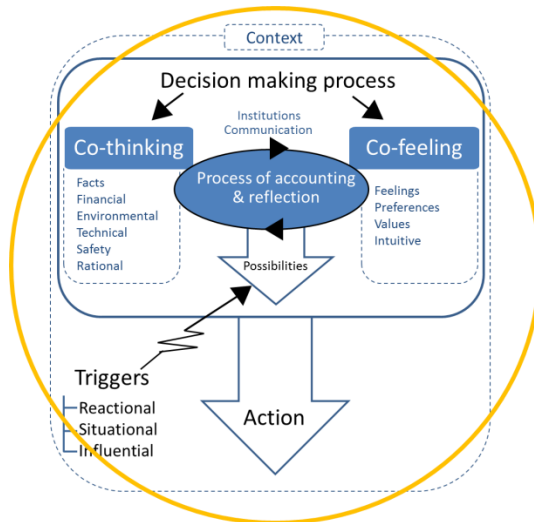 Context
Decision making process
Institutions
Communication
Co-thinking
Co-feeling
Process of accounting
& reflection
Facts
Financial
Environmental
Technical
Safety
Rational
Feelings
Preferences
Values
Intuitive
Possibilities
Triggers
Reactional
Situational
Influential
Action